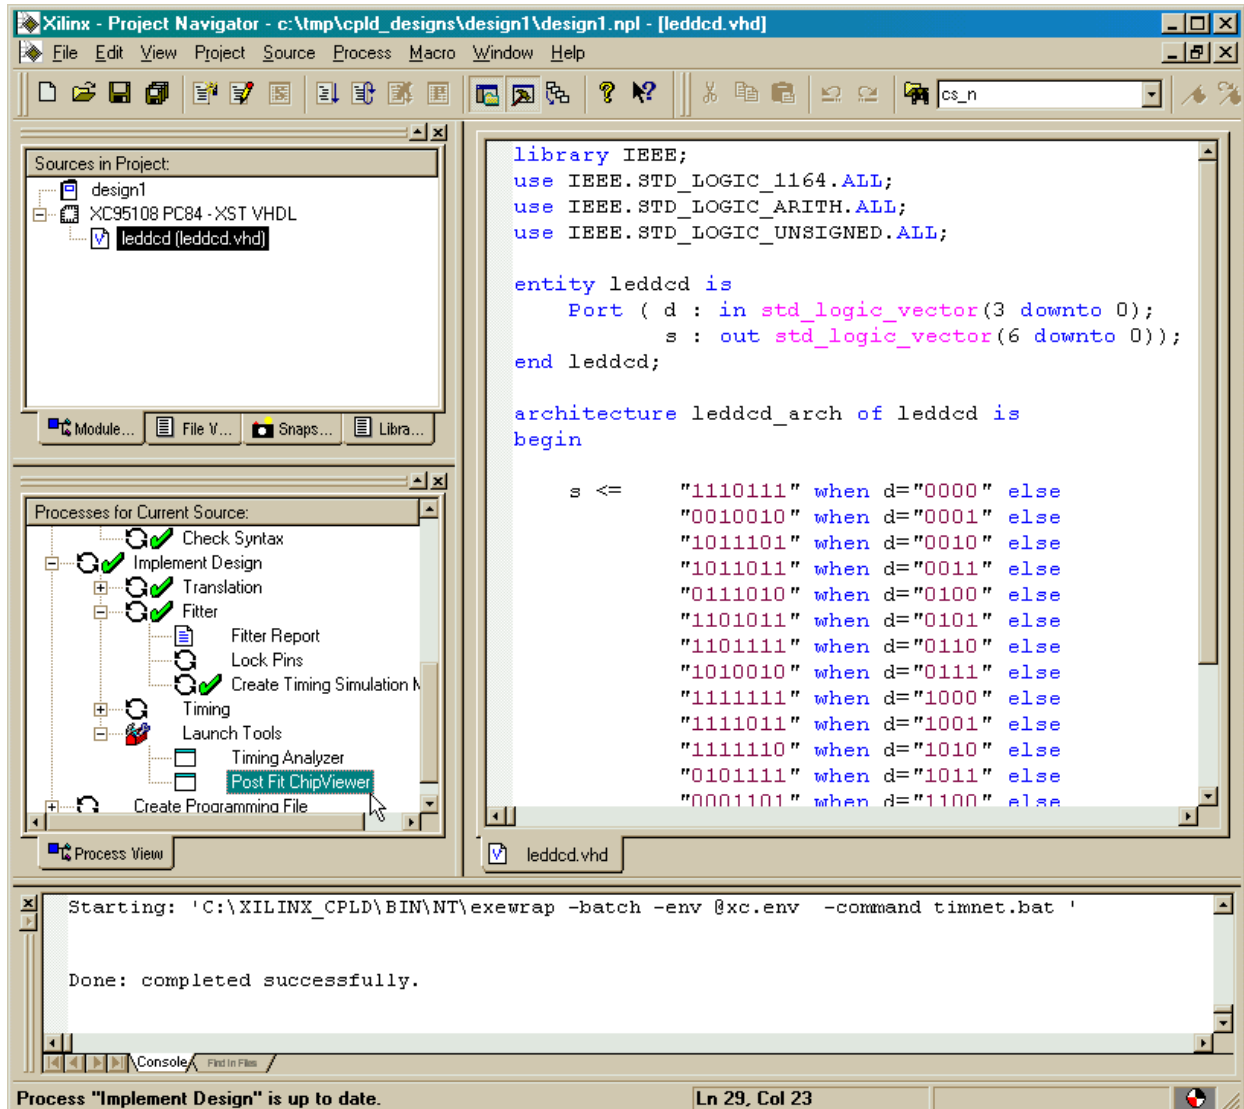 Xilinx - Project Navigator - c:\tmp\cpld_designs\design1\design1.npl - [leddcd.vhd]
File Edit View Project Source Process Macro Window Help
cs_n
Sources in Project:
design1
XC95108 PC84 - XST VHDL
leddcd (leddcd.vhd)
Module... File V... Snaps... Libra...
Processes for Current Source:
Check Syntax
Implement Design
Translation
Fitter
Fitter Report
Lock Pins
Create Timing Simulation M
Timing
Launch Tools
Timing Analyzer
Post Fit ChipViewer
Create Programming File
Process View
library IEEE;
use IEEE.STD_LOGIC_1164.ALL;
use IEEE.STD_LOGIC_ARITH.ALL;
use IEEE.STD_LOGIC_UNSIGNED.ALL;
entity leddcd is
Port ( d : in std_logic_vector(3 downto 0);
s : out std_logic_vector(6 downto 0));
end leddcd;
architecture leddcd_arch of leddcd is
begin
s <= "1110111" when d="0000" else
"0010010" when d="0001" else
"1011101" when d="0010" else
"1011011" when d="0011" else
"0111010" when d="0100" else
"1101011" when d="0101" else
"1101111" when d="0110" else
"1010010" when d="0111" else
"1111111" when d="1000" else
"1111011" when d="1001" else
"1111110" when d="1010" else
"0101111" when d="1011" else
"0001101" when d="1100" else
leddcd.vhd
Starting: 'C:\XILINX_CPLD\BIN\NT\exewrap -batch -env @xc.env -command timnet.bat '
Done: completed successfully.
Console Find in Files
Process "Implement Design" is up to date. Ln 29, Col 23